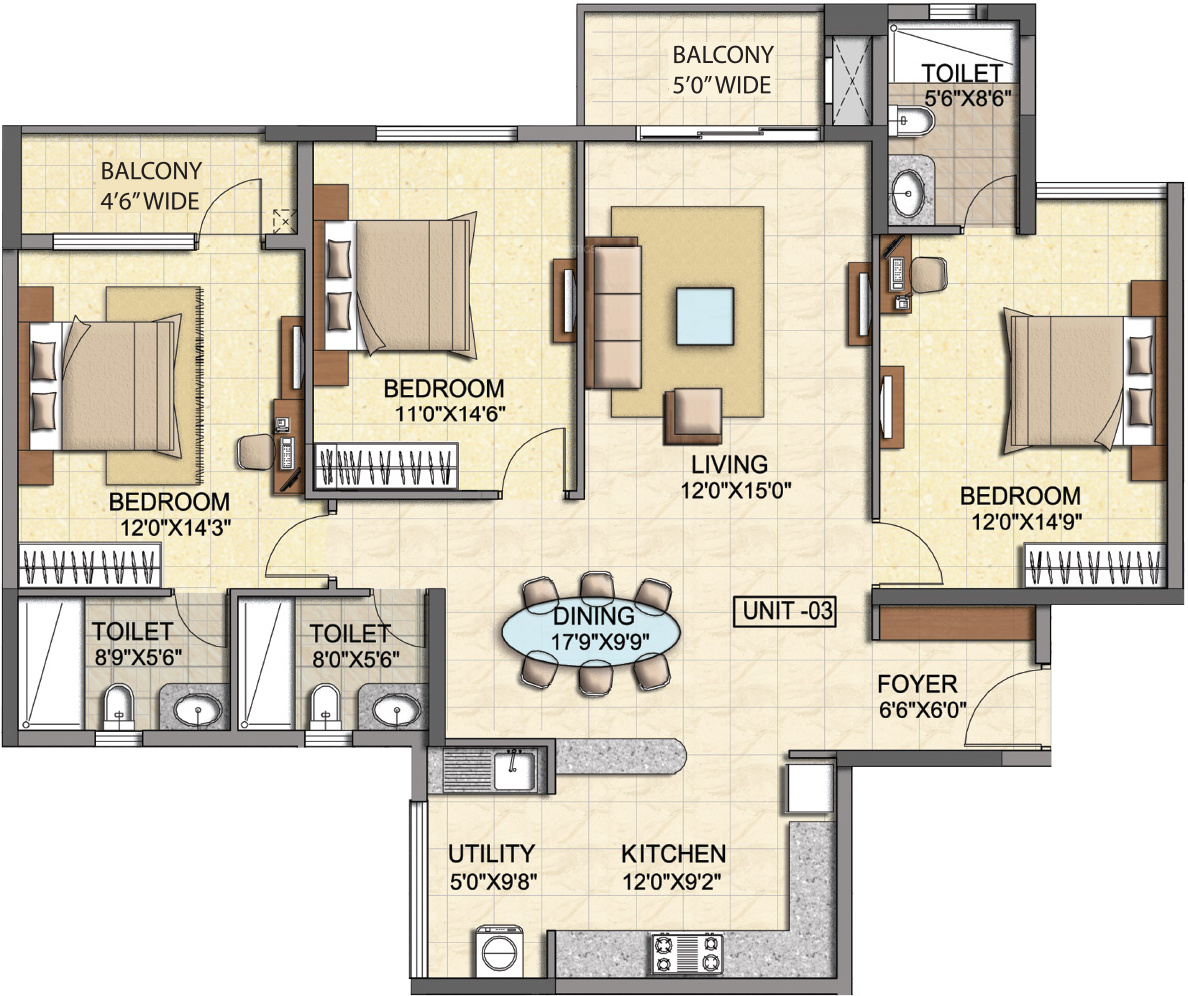 BALCONY
5'0" WIDE
TOILET
5'6"X8'6"
BALCONY
4'6" WIDE
BEDROOM
11'0"X14'6"
LIVING
12'0"X15'0"
BEDROOM
12'0"X14'3"
BEDROOM
12'0"X14'9"
DINING
17'9"X9'9"
UNIT -03
TOILET
8'9"X5'6"
TOILET
8'0"X5'6"
FOYER
6'6"X6'0"
UTILITY
5'0"X9'8"
KITCHEN
12'0"X9'2"